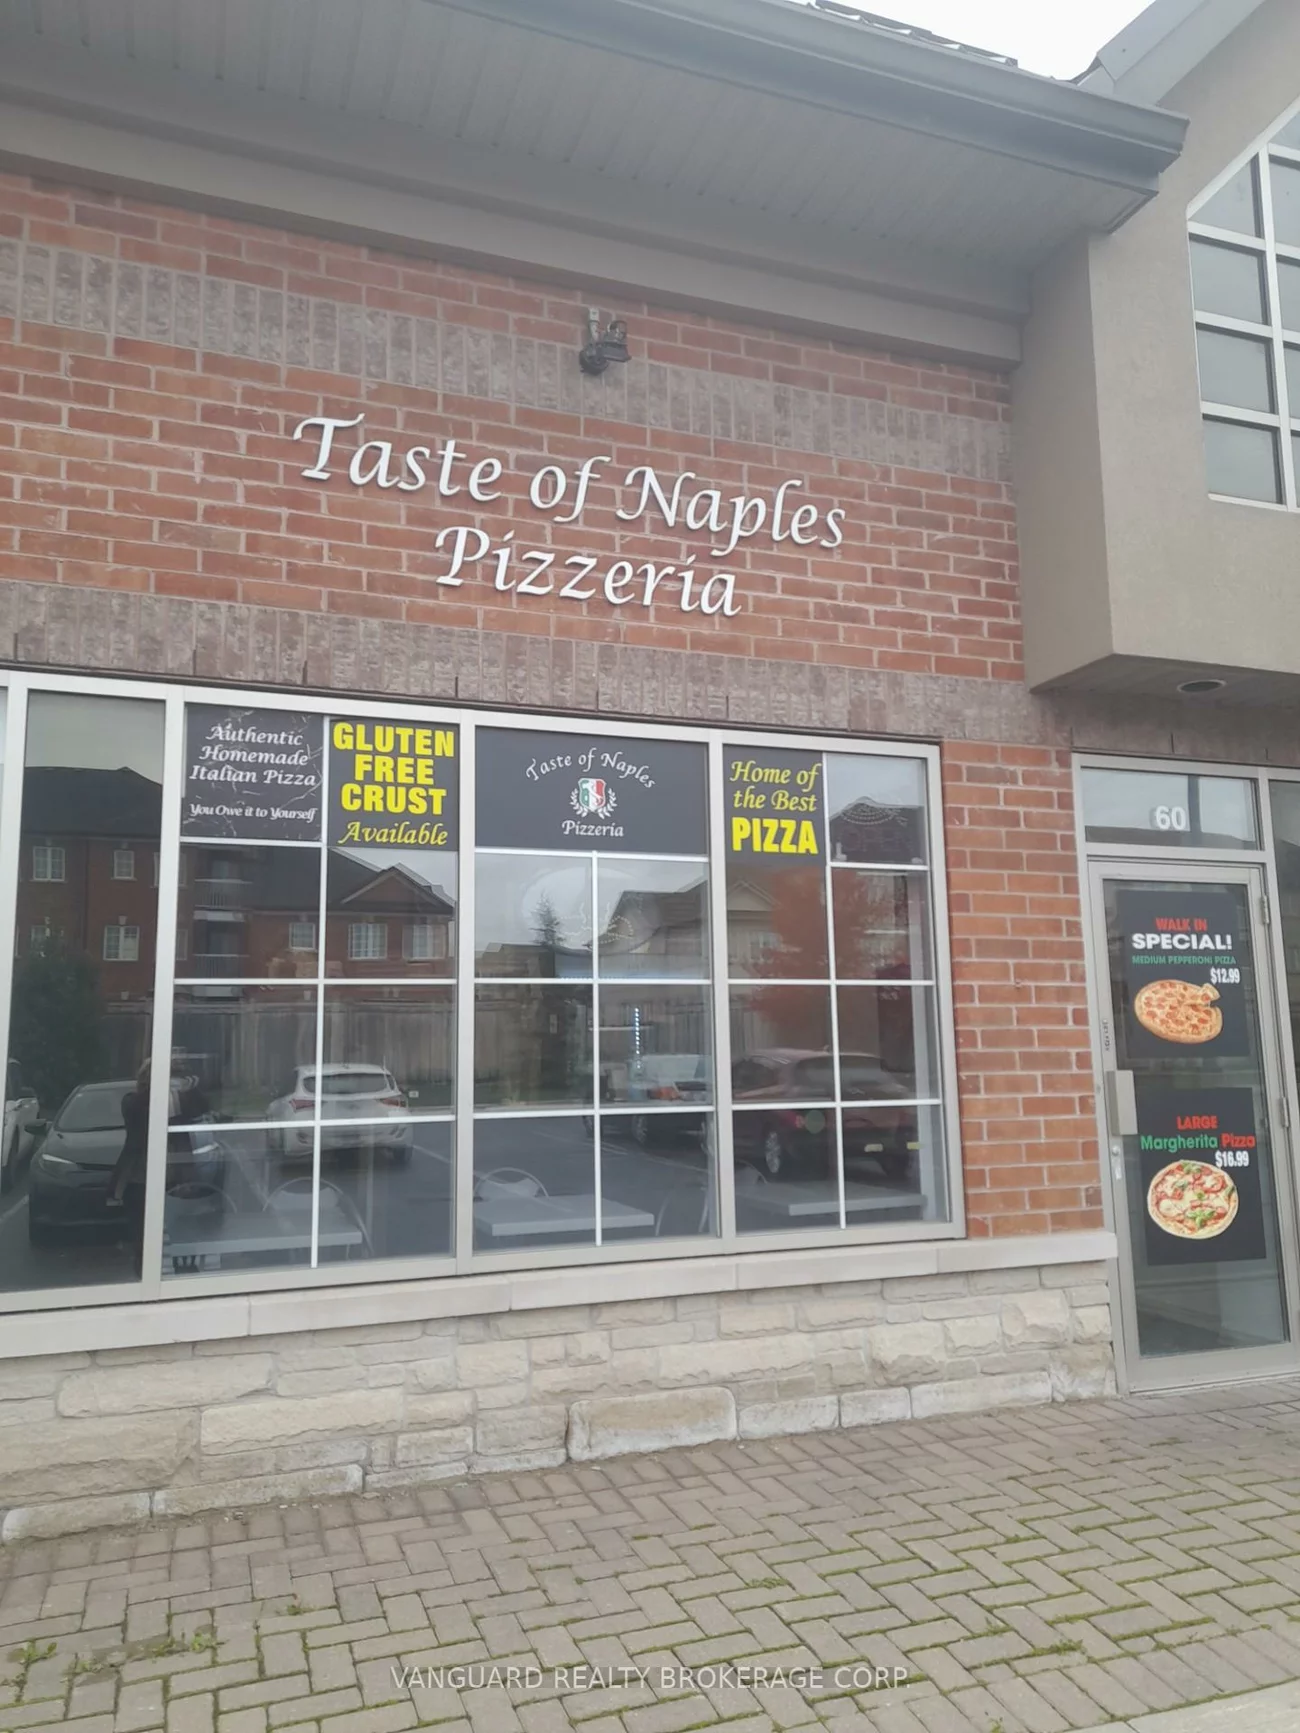 Taste of Naples
Pizzeria
Authentic
Homemade
Italian Pizza
You Owe it to Yourself
GLUTEN
FREE
CRUST
Available
Taste of Naples
Pizzeria
Home of
the Best
PIZZA
60
WALK IN
SPECIAL!
MEDIUM PEPPERONI PIZZA
$12.99
LARGE
Margherita Pizza
$16.99
VANGUARD REALTY BROKERAGE CORP.